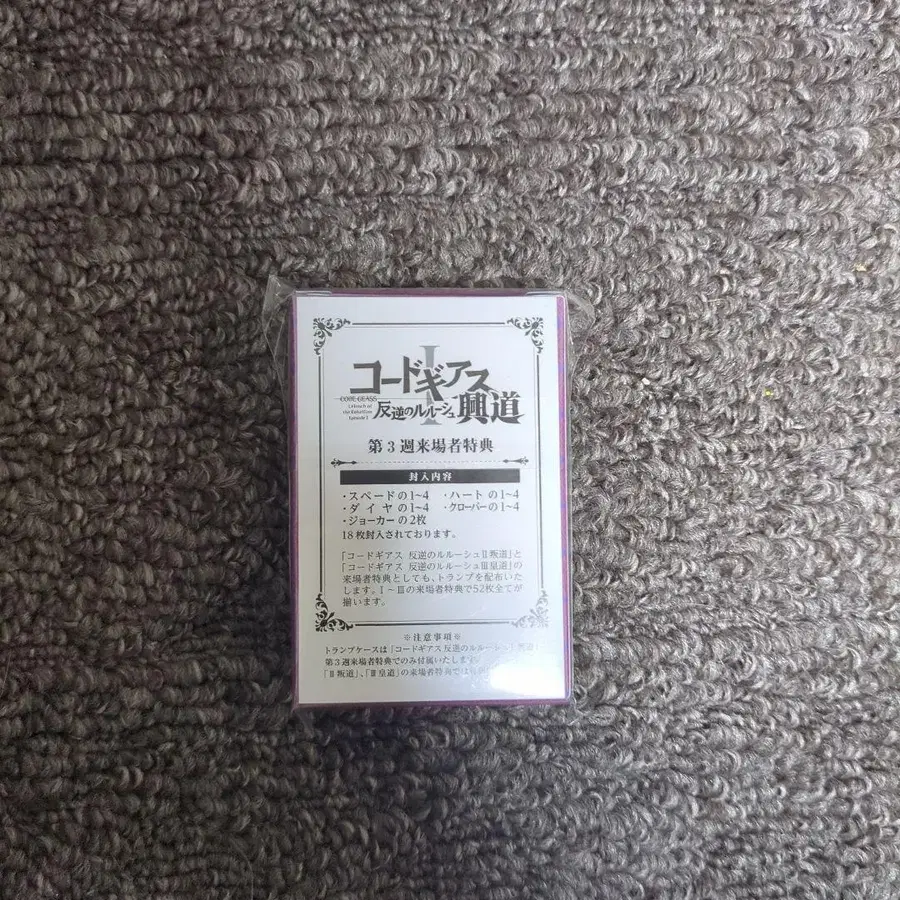 コードギアス
I
CODE GEASS
Lelouch of
the Rebellion
Episode I
反逆のルルーシュ 興道
第3週来場者特典
封入内容
・スペードの1~4 ・ハートの1~4
・ダイヤの1~4 ・クローバーの1~4
・ジョーカーの2枚
18枚封入されております。
「コードギアス 反逆のルルーシュⅡ叛道」と
「コードギアス 反逆のルルーシュⅢ皇道」の
来場者特典としても、トランプを配布いた
します。Ⅰ～Ⅲの来場者特典で52枚全てが
揃います。
※注意事項※
トランプケースは「コードギアス 反逆のルルーシュⅠ興道」
第3週来場者特典でのみ付属いたします。
「Ⅱ叛道」、「Ⅲ皇道」の来場者特典では